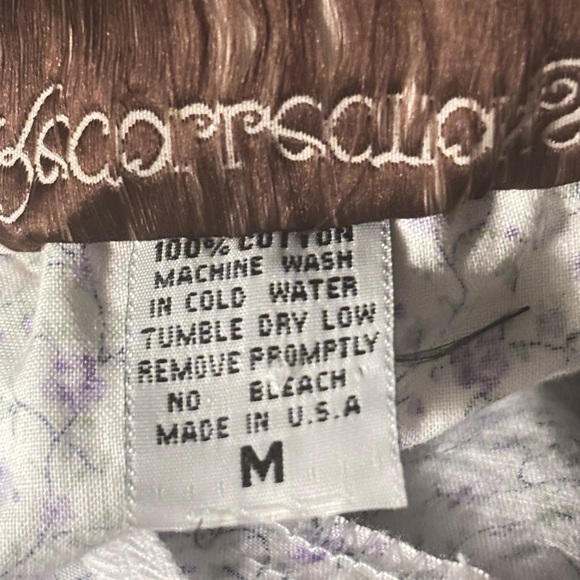 100% COTTON
MACHINE WASH
IN COLD WATER
TUMBLE DRY LOW
REMOVE PROMPTLY
NO BLEACH
MADE IN U.S.A
M